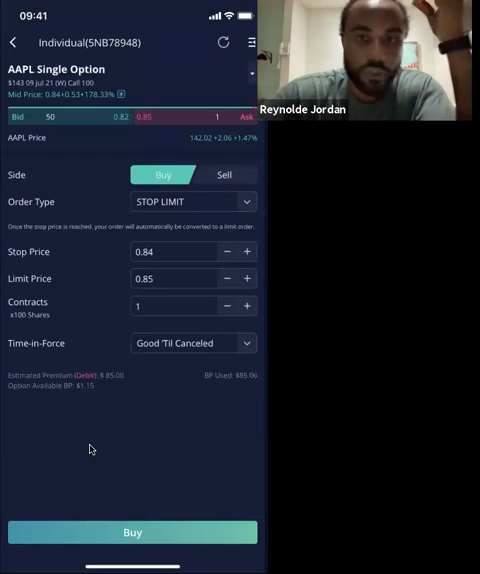 09:41
Individual(5NB78948)
AAPL Single Option
$143 09 Jul 21 (W) Call 100
Mid Price: 0.84+0.53+178.33%
Bid 50 0.82 0.85 1 Ask
AAPL Price 142.02 +2.06 +1.47%
Side Buy Sell
Order Type STOP LIMIT
Once the stop price is reached, your order will automatically be converted to a limit order.
Stop Price 0.84 − +
Limit Price 0.85 − +
Contracts 1 − +
x100 Shares
Time-in-Force Good 'Til Canceled
Estimated Premium (Debit): $ 85.00 BP Used: $85.06
Option Available BP: $1.15
Buy
Reynolde Jordan